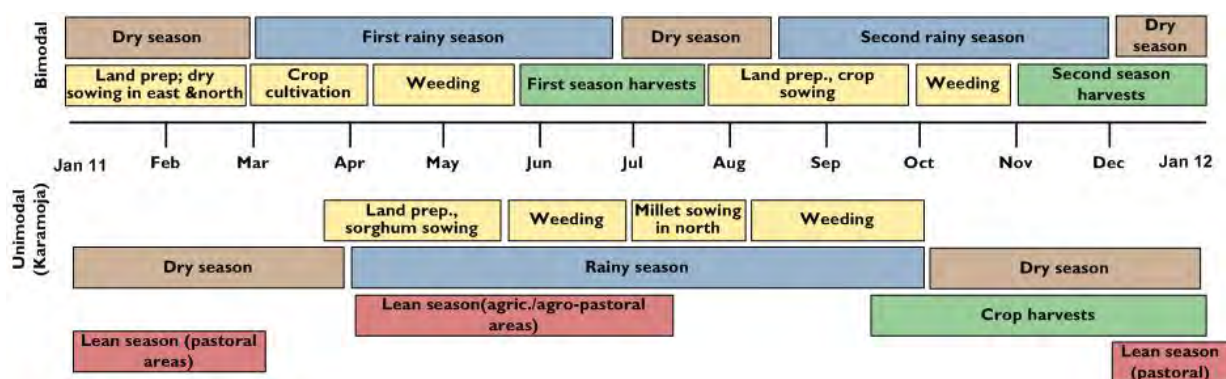 Bimodal
Dry season
First rainy season
Dry season
Second rainy season
Dry
season
Land prep; dry
sowing in east &north
Crop
cultivation
Weeding
First season harvests
Land prep., crop
sowing
Weeding
Second season
harvests
Jan 11
Feb
Mar
Apr
May
Jun
Jul
Aug
Sep
Oct
Nov
Dec
Jan 12
Unimodal
(Karamoja)
Land prep.,
sorghum sowing
Weeding
Millet sowing
in north
Weeding
Dry season
Rainy season
Dry season
Lean season(agric./agro-pastoral
areas)
Crop harvests
Lean season (pastoral
areas)
Lean season
(pastoral)